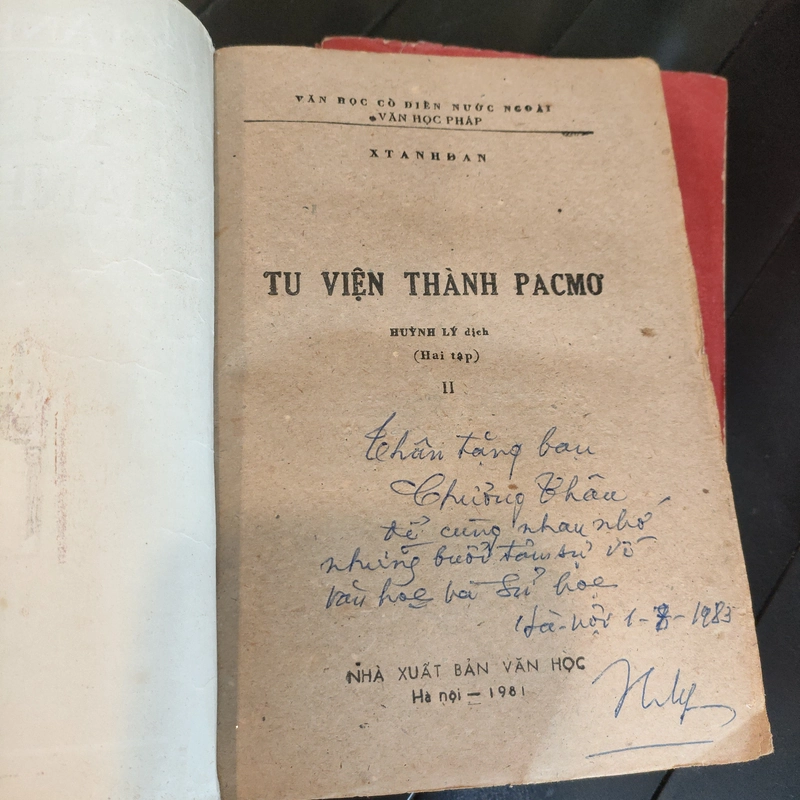 VĂN HỌC CỔ ĐIỂN NƯỚC NGOÀI
VĂN HỌC PHÁP
XTANHĐAN
TU VIỆN THÀNH PACMƠ
HUỲNH LÝ dịch
(Hai tập)
II
Thân tặng bạn
Chương Thâu
để cùng nhau nhớ
những buổi tâm sự về
văn học và sử học
Hà-nội 1-8-1985
NHÀ XUẤT BẢN VĂN HỌC
Hà nội — 1981